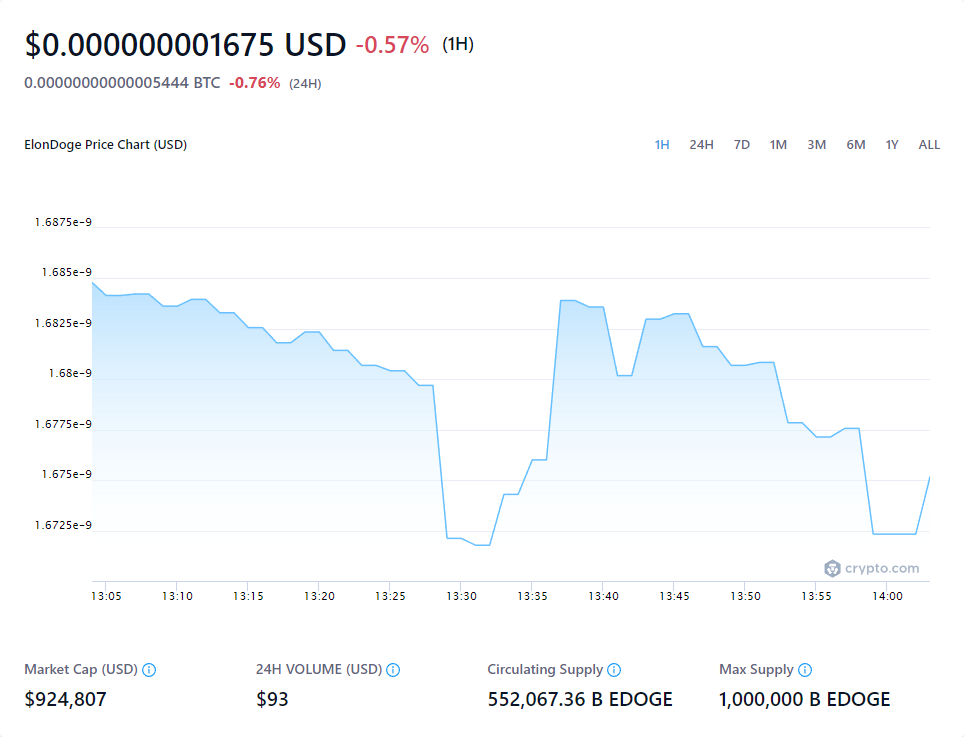 $0.000000001675 USD -0.57% (1H)
0.00000000000005444 BTC -0.76% (24H)
ElonDoge Price Chart (USD) 1H 24H 7D 1M 3M 6M 1Y ALL
1.6875e-9
1.685e-9
1.6825e-9
1.68e-9
1.6775e-9
1.675e-9
1.6725e-9
crypto.com
13:05 13:10 13:15 13:20 13:25 13:30 13:35 13:40 13:45 13:50 13:55 14:00
Market Cap (USD) 24H VOLUME (USD) Circulating Supply Max Supply
$924,807 $93 552,067.36 B EDOGE 1,000,000 B EDOGE